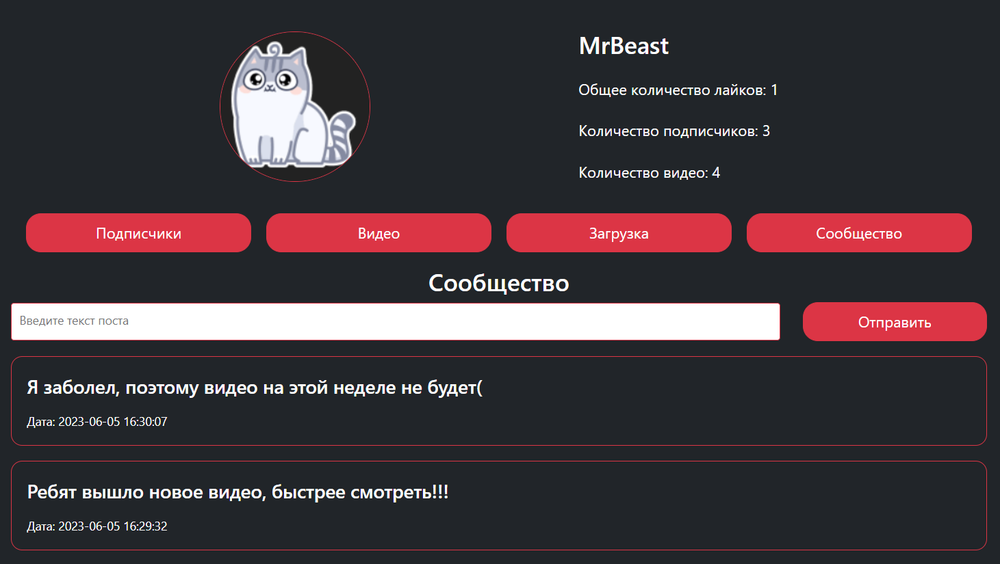 MrBeast
Общее количество лайков: 1
Количество подписчиков: 3
Количество видео: 4
Подписчики
Видео
Загрузка
Сообщество
Сообщество
Введите текст поста
Отправить
Я заболел, поэтому видео на этой неделе не будет(
Дата: 2023-06-05 16:30:07
Ребят вышло новое видео, быстрее смотреть!!!
Дата: 2023-06-05 16:29:32